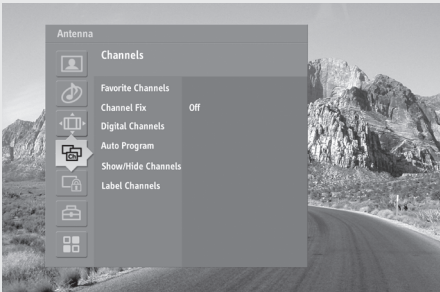 Antenna
Channels
Favorite Channels
Channel Fix Off
Digital Channels
Auto Program
Show/Hide Channels
Label Channels